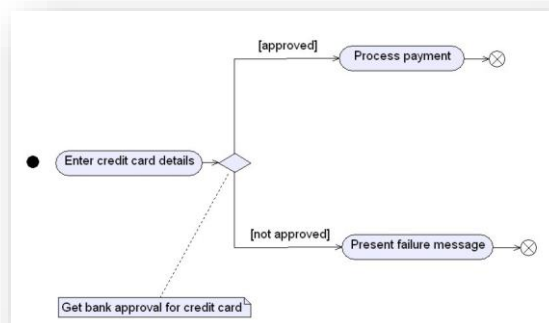 [approved]
Process payment
Enter credit card details
[not approved]
Present failure message
Get bank approval for credit card